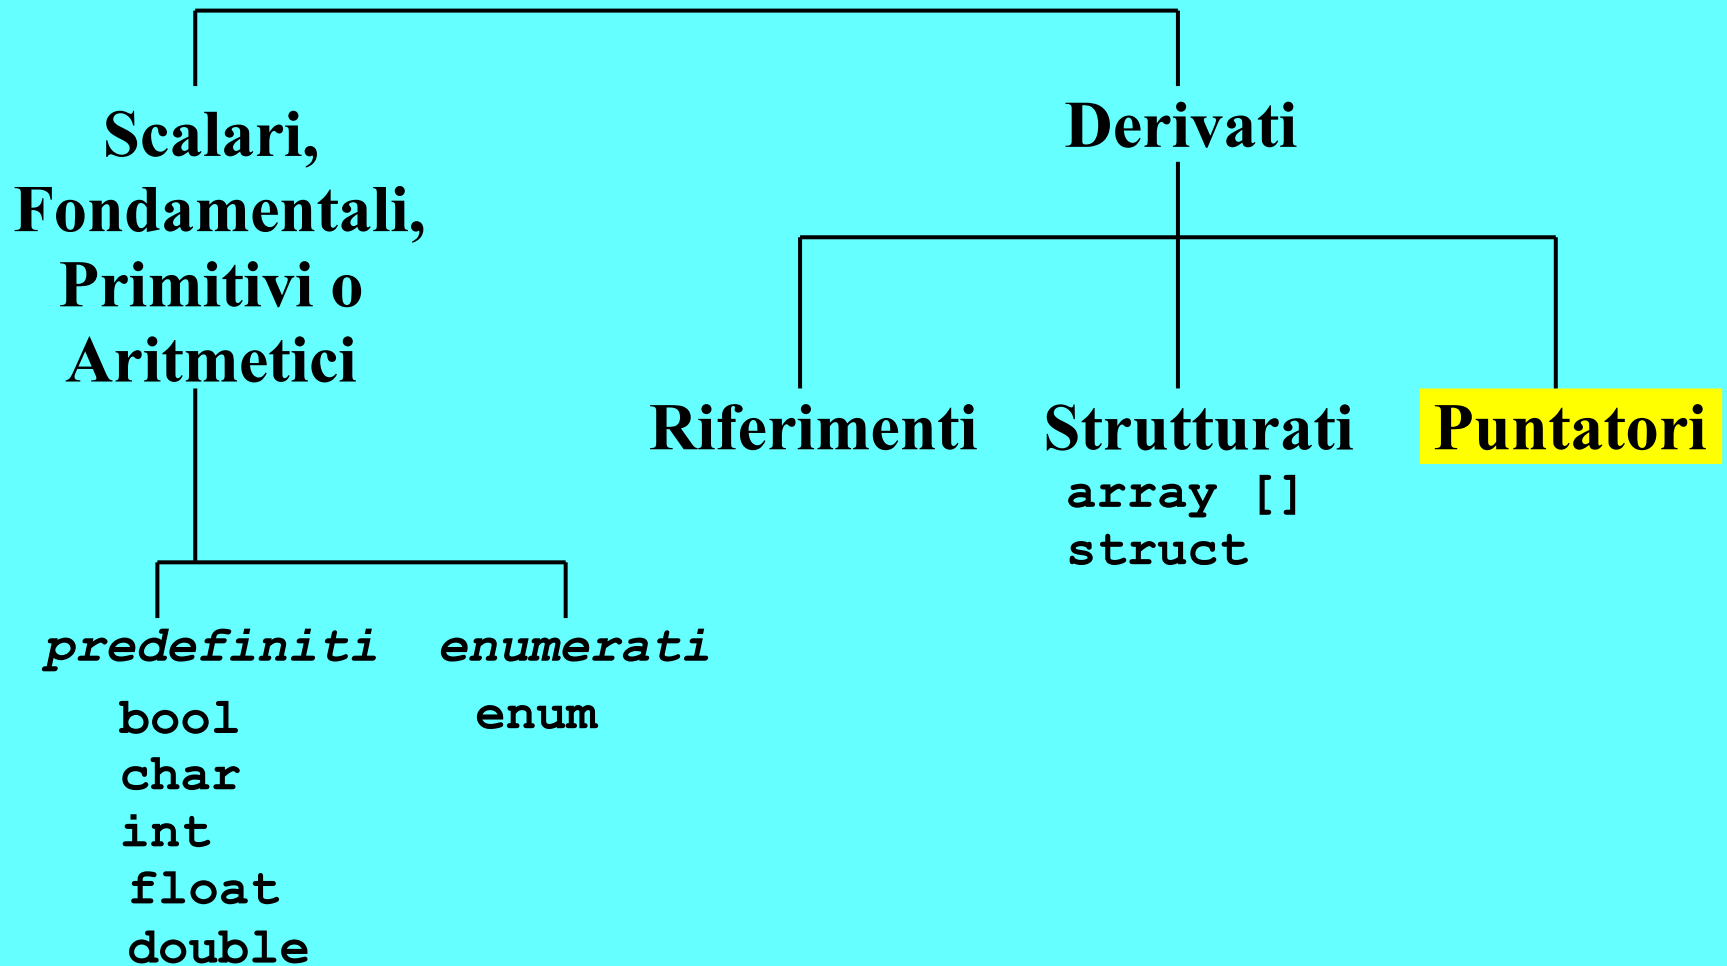 Scalari,
Fondamentali,
Primitivi o
Aritmetici
Derivati
Riferimenti
Strutturati
array []
struct
Puntatori
predefiniti
bool
char
int
float
double
enumerati
enum